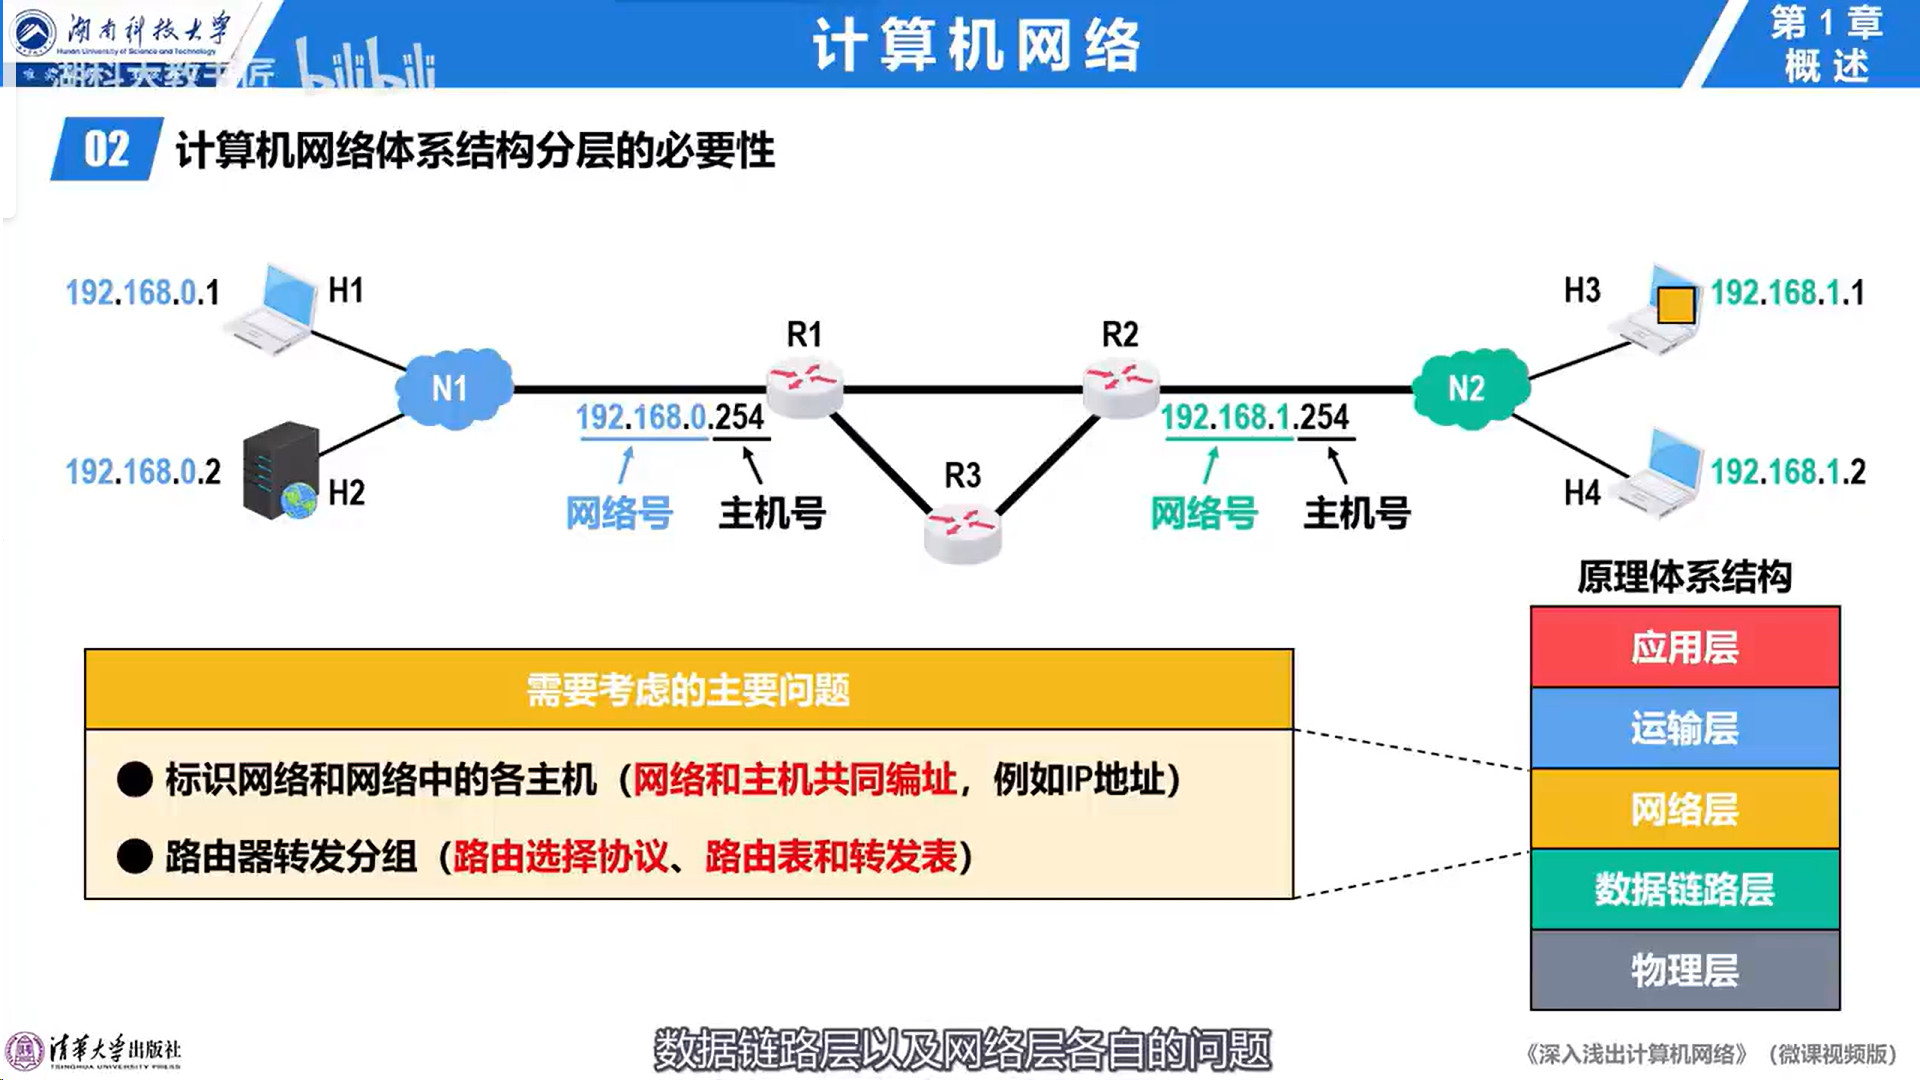 湖南科技大学
Hunan University of Science and Technology
湖科大教书匠 bilibili
计算机网络
第 1 章
概 述
02 计算机网络体系结构分层的必要性
192.168.0.1 H1
H3 192.168.1.1
R1
R2
N1
N2
192.168.0.254
192.168.1.254
192.168.0.2 H2
R3
H4 192.168.1.2
网络号 主机号
网络号 主机号
原理体系结构
应用层
运输层
网络层
数据链路层
物理层
需要考虑的主要问题
● 标识网络和网络中的各主机（网络和主机共同编址，例如IP地址）
● 路由器转发分组（路由选择协议、路由表和转发表）
数据链路层以及网络层各自的问题
清华大学出版社
TSINGHUA UNIVERSITY PRESS
《深入浅出计算机网络》（微课视频版）